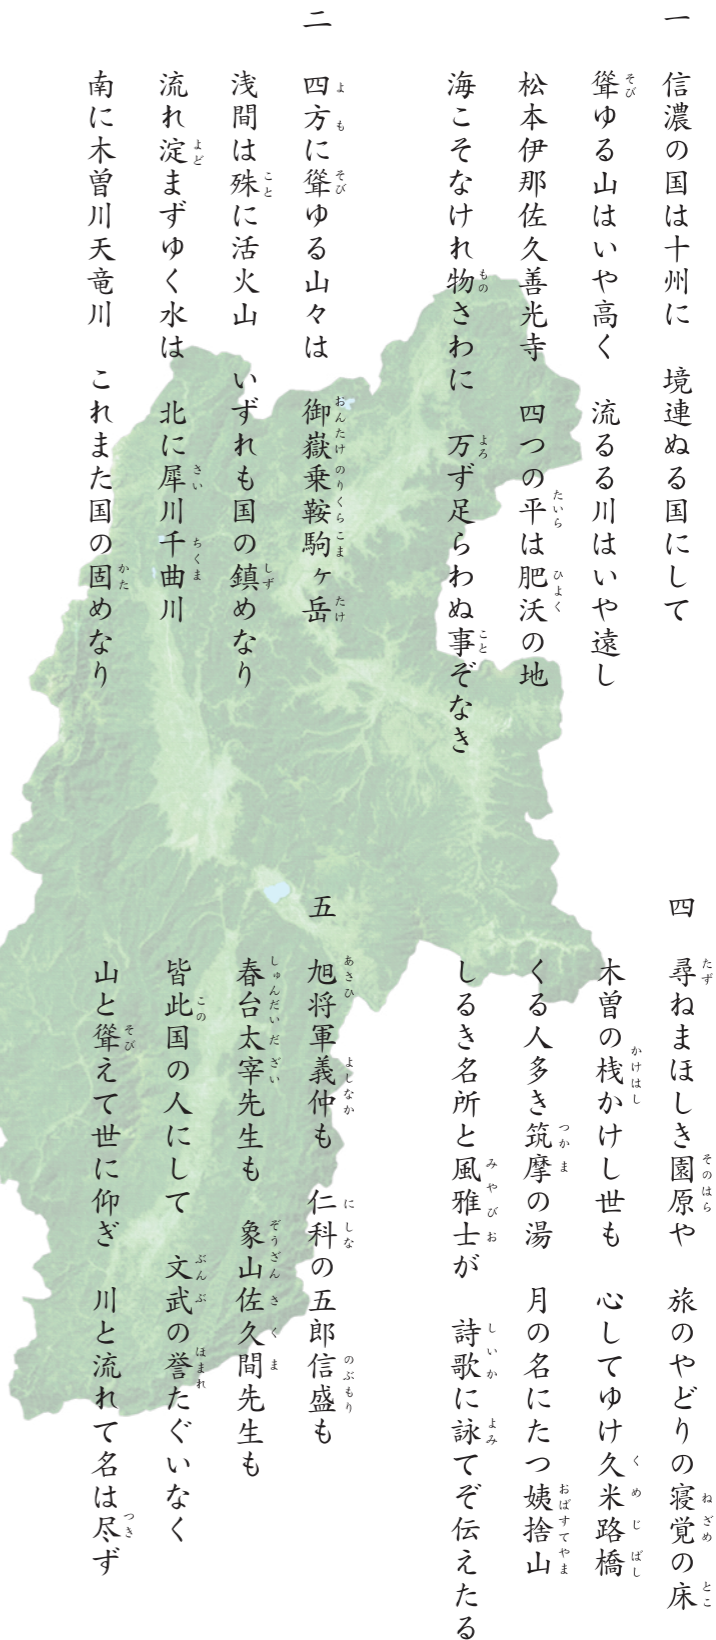 一
信濃の国は十州に　境連ぬる国にして
聳ゆる山はいや高く　流るる川はいや遠し
松本伊那佐久善光寺　四つの平は肥沃の地
海こそなけれ物さわに　万ず足らわぬ事ぞなき
二
四方に聳ゆる山々は　御嶽乗鞍駒ヶ岳
浅間は殊に活火山　いずれも国の鎮めなり
流れ淀まずゆく水は　北に犀川千曲川
南に木曽川天竜川　これまた国の固めなり
四
尋ねまほしき園原や　旅のやどりの寝覚の床
木曽の桟かけし世も　心してゆけ久米路橋
くる人多き筑摩の湯　月の名にたつ姨捨山
しるき名所と風雅士が　詩歌に詠てぞ伝えたる
五
旭将軍義仲も　仁科の五郎信盛も
春台太宰先生も　象山佐久間先生も
皆此国の人にして　文武の誉たぐいなく
山と聳えて世に仰ぎ　川と流れて名は尽ず